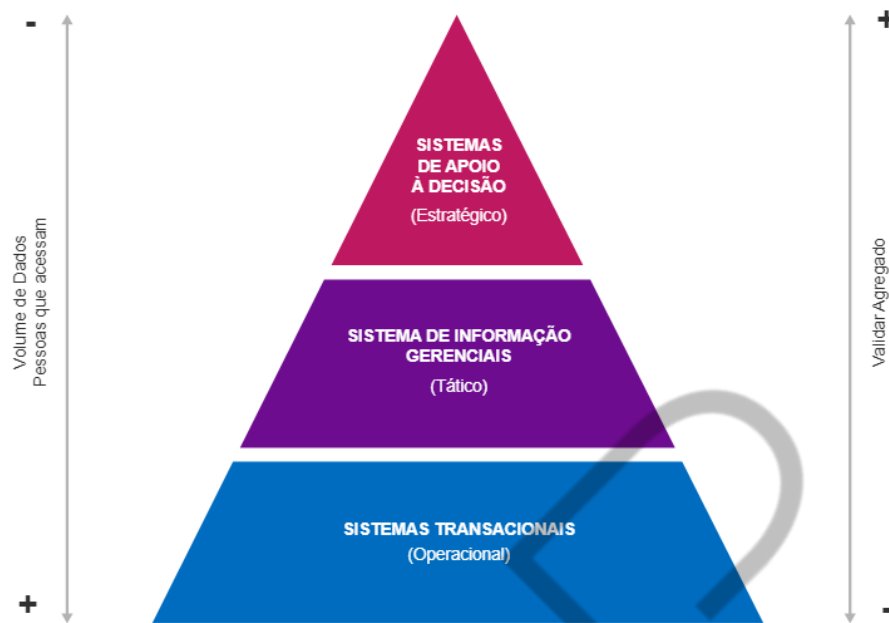 -
+
SISTEMAS
DE APOIO
À DECISÃO
(Estratégico)
Volume de Dados
Pessoas que acessam
Validar Agregado
SISTEMA DE INFORMAÇÃO
GERENCIAIS
(Tático)
SISTEMAS TRANSACIONAIS
(Operacional)
+
-